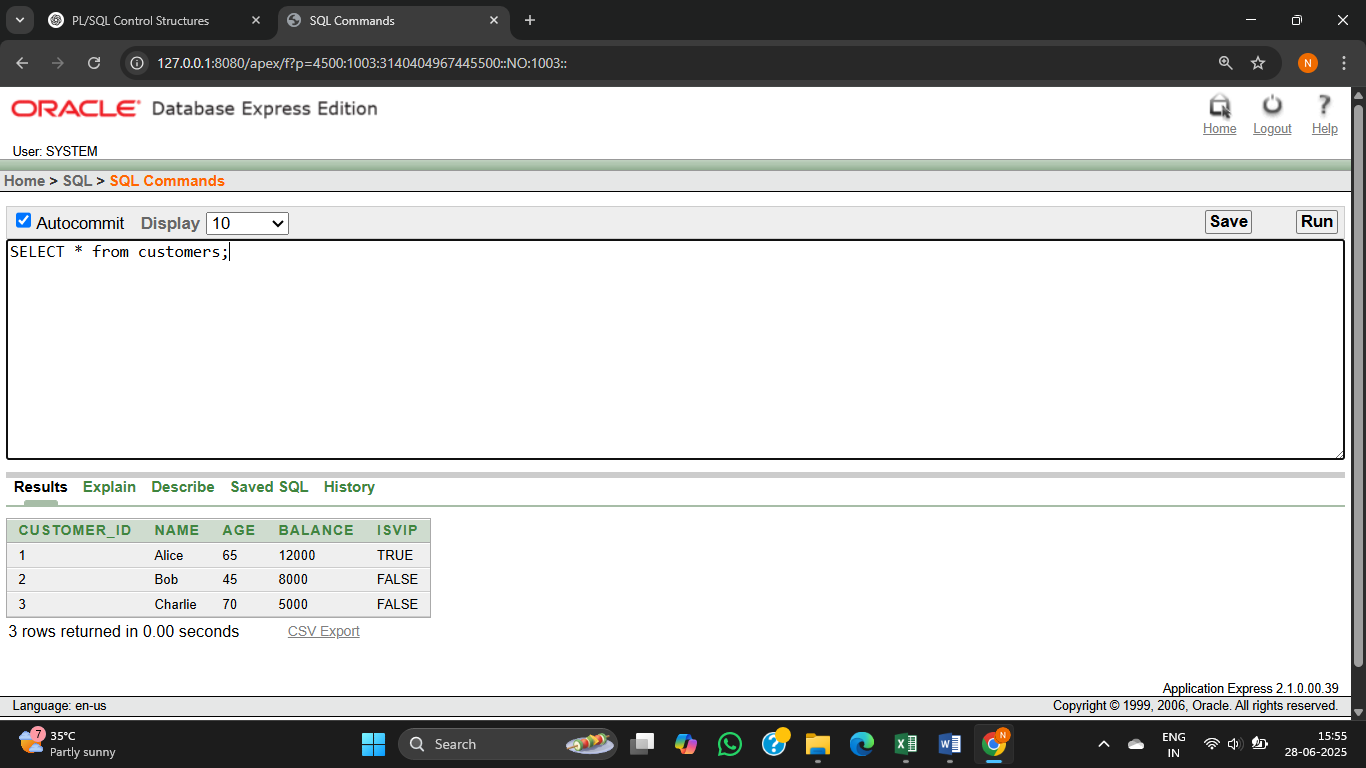 PL/SQL Control Structures
SQL Commands
127.0.0.1:8080/apex/f?p=4500:1003:3140404967445500::NO:1003::
N
ORACLE Database Express Edition
Home Logout Help
User: SYSTEM
Home > SQL > SQL Commands
Autocommit Display 10 Save Run
SELECT * from customers;
Results Explain Describe Saved SQL History
CUSTOMER_ID NAME AGE BALANCE ISVIP
1 Alice 65 12000 TRUE
2 Bob 45 8000 FALSE
3 Charlie 70 5000 FALSE
3 rows returned in 0.00 seconds CSV Export
Application Express 2.1.0.00.39
Language: en-us Copyright © 1999, 2006, Oracle. All rights reserved.
7 35°C
Partly sunny
Search
N
ENG
IN
15:55
28-06-2025